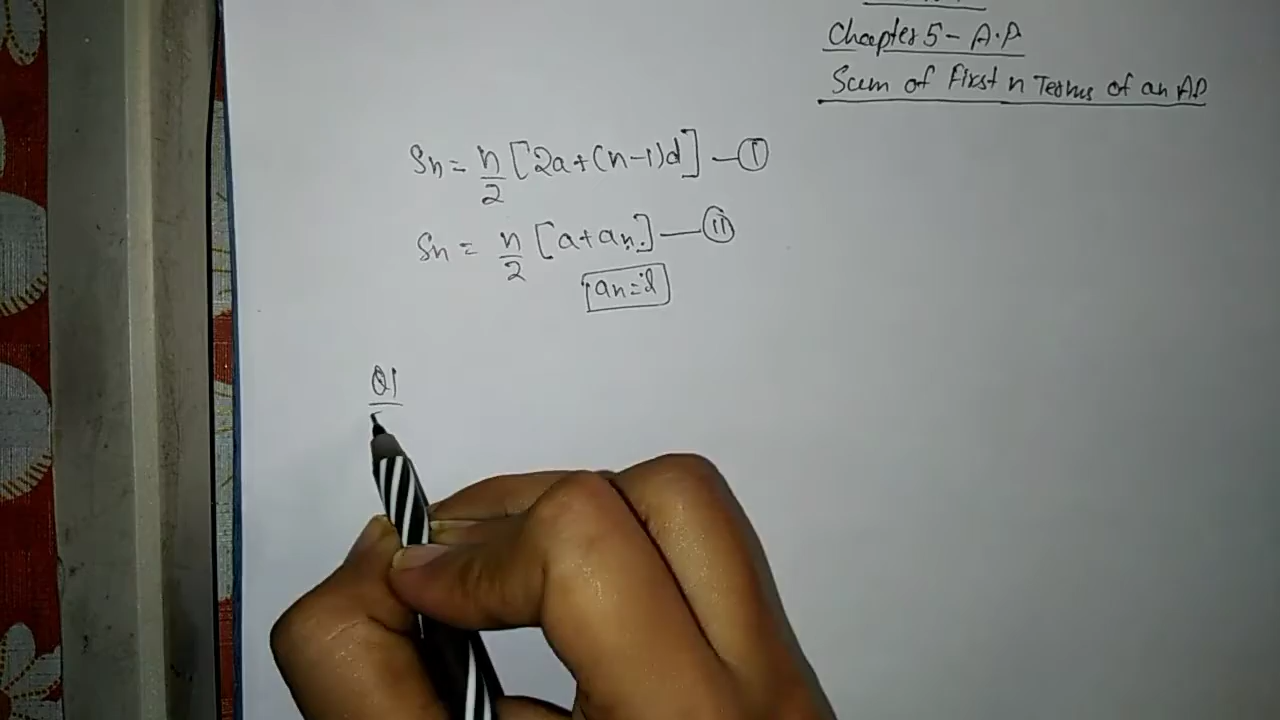 Chapter 5 - A.P.
Sum of First n Terms of an AP
Sn = n/2 [2a+(n-1)d] - (I)
Sn = n/2 [a+an] - (II)
an=l
Q1